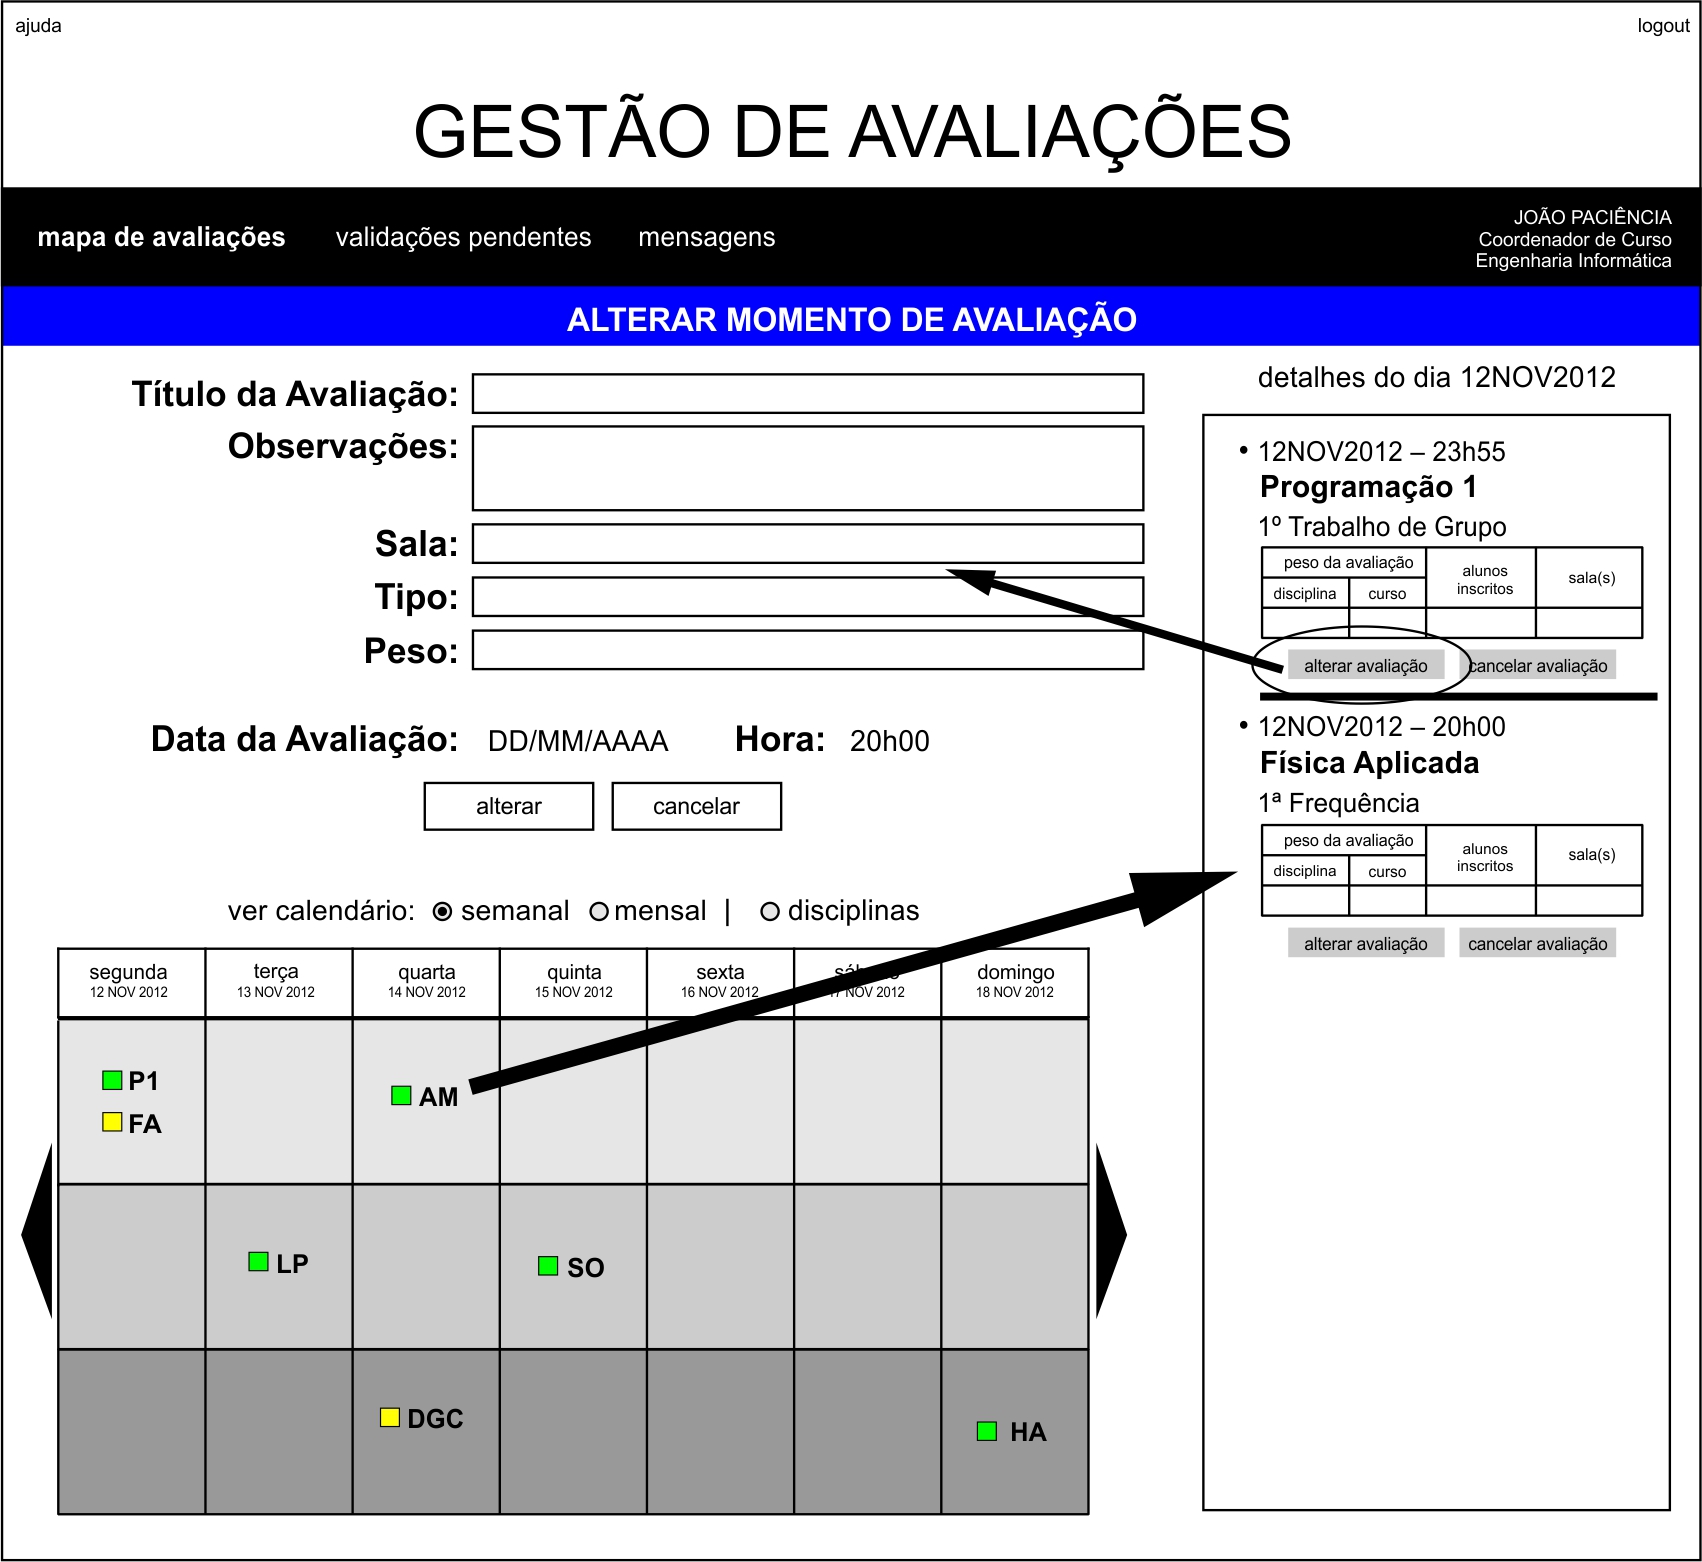 ajuda
logout
GESTÃO DE AVALIAÇÕES
mapa de avaliações validações pendentes mensagens
JOÃO PACIÊNCIA
Coordenador de Curso
Engenharia Informática
ALTERAR MOMENTO DE AVALIAÇÃO
Título da Avaliação:
Observações:
Sala:
Tipo:
Peso:
Data da Avaliação: DD/MM/AAAA Hora: 20h00
alterar cancelar
detalhes do dia 12NOV2012
• 12NOV2012 – 23h55
Programação 1
1º Trabalho de Grupo
peso da avaliação
disciplina curso
alunos
inscritos
sala(s)
alterar avaliação cancelar avaliação
• 12NOV2012 – 20h00
Física Aplicada
1ª Frequência
peso da avaliação
disciplina curso
alunos
inscritos
sala(s)
alterar avaliação cancelar avaliação
ver calendário: semanal mensal | disciplinas
segunda
12 NOV 2012
terça
13 NOV 2012
quarta
14 NOV 2012
quinta
15 NOV 2012
sexta
16 NOV 2012
17 NOV 2012
domingo
18 NOV 2012
P1
FA
AM
LP
SO
DGC
HA